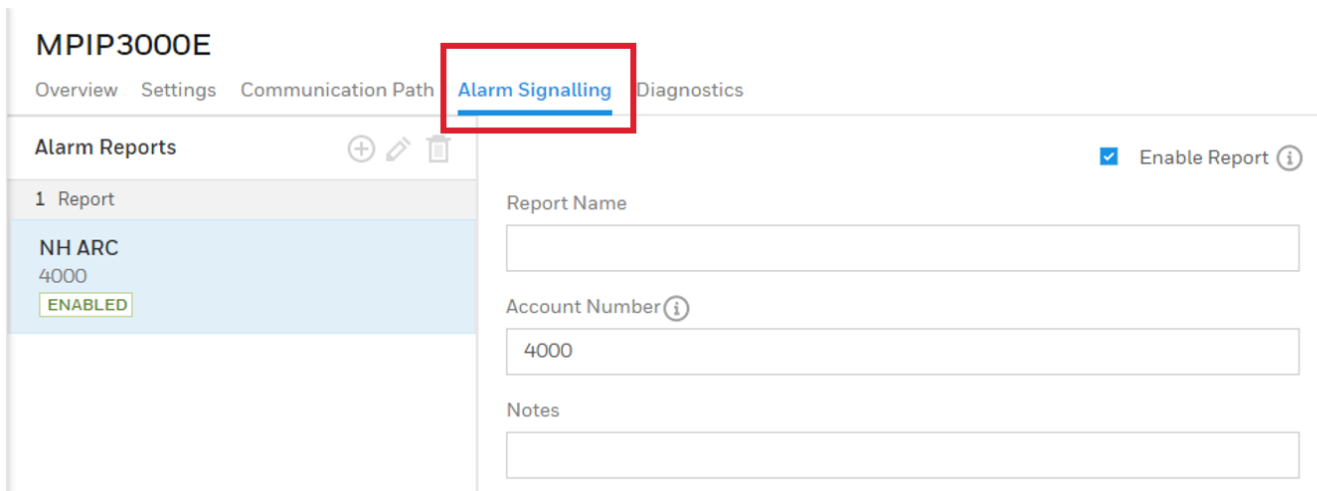 MPIP3000E
Overview Settings Communication Path Alarm Signalling Diagnostics
Alarm Reports
1 Report
NH ARC
4000
ENABLED
Enable Report
Report Name
Account Number
4000
Notes